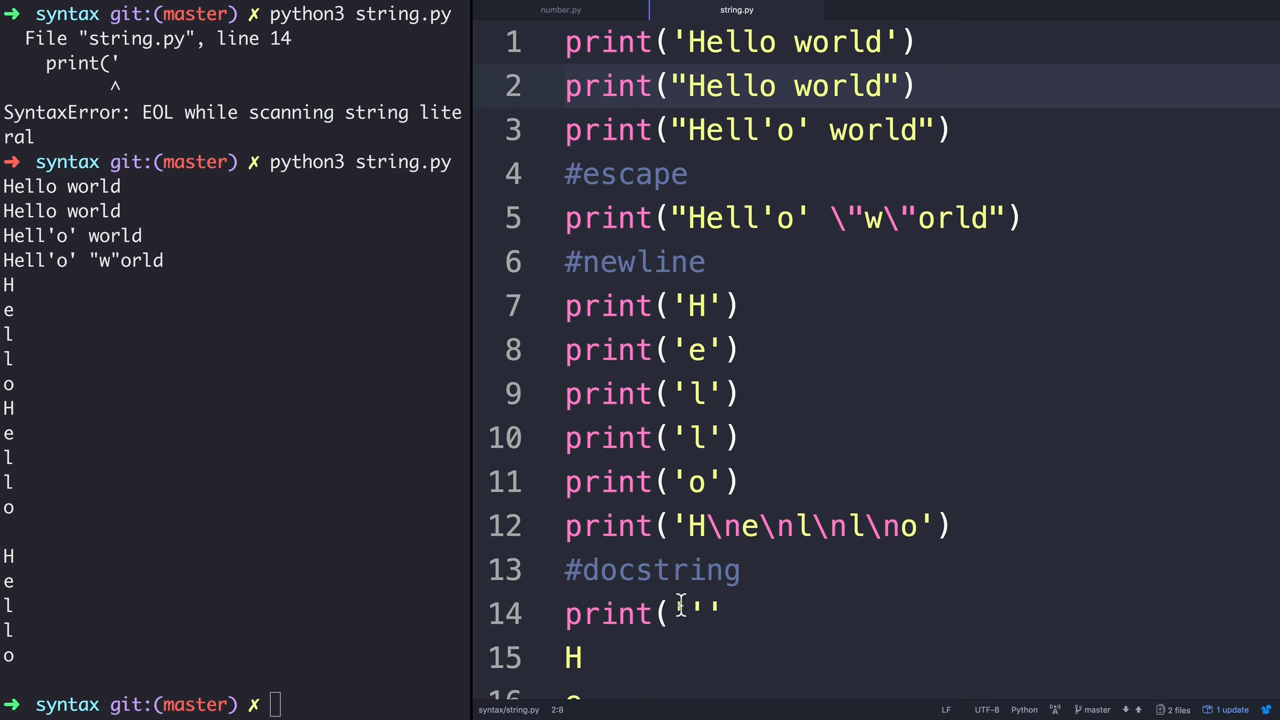 ➜ syntax git:(master) ✗ python3 string.py
File "string.py", line 14
print('
^
SyntaxError: EOL while scanning string lite
ral
➜ syntax git:(master) ✗ python3 string.py
Hello world
Hello world
Hell'o' world
Hell'o' "w"orld
H
e
l
l
o
H
e
l
l
o
H
e
l
l
o
➜ syntax git:(master) ✗
number.py
string.py
1 print('Hello world')
2 print("Hello world")
3 print("Hell'o' world")
4 #escape
5 print("Hell'o' \"w\"orld")
6 #newline
7 print('H')
8 print('e')
9 print('l')
10 print('l')
11 print('o')
12 print('H\ne\nl\nl\no')
13 #docstring
14 print('''
15 H
16 e
syntax/string.py 2:8
LF UTF-8 Python master 2 files 1 update